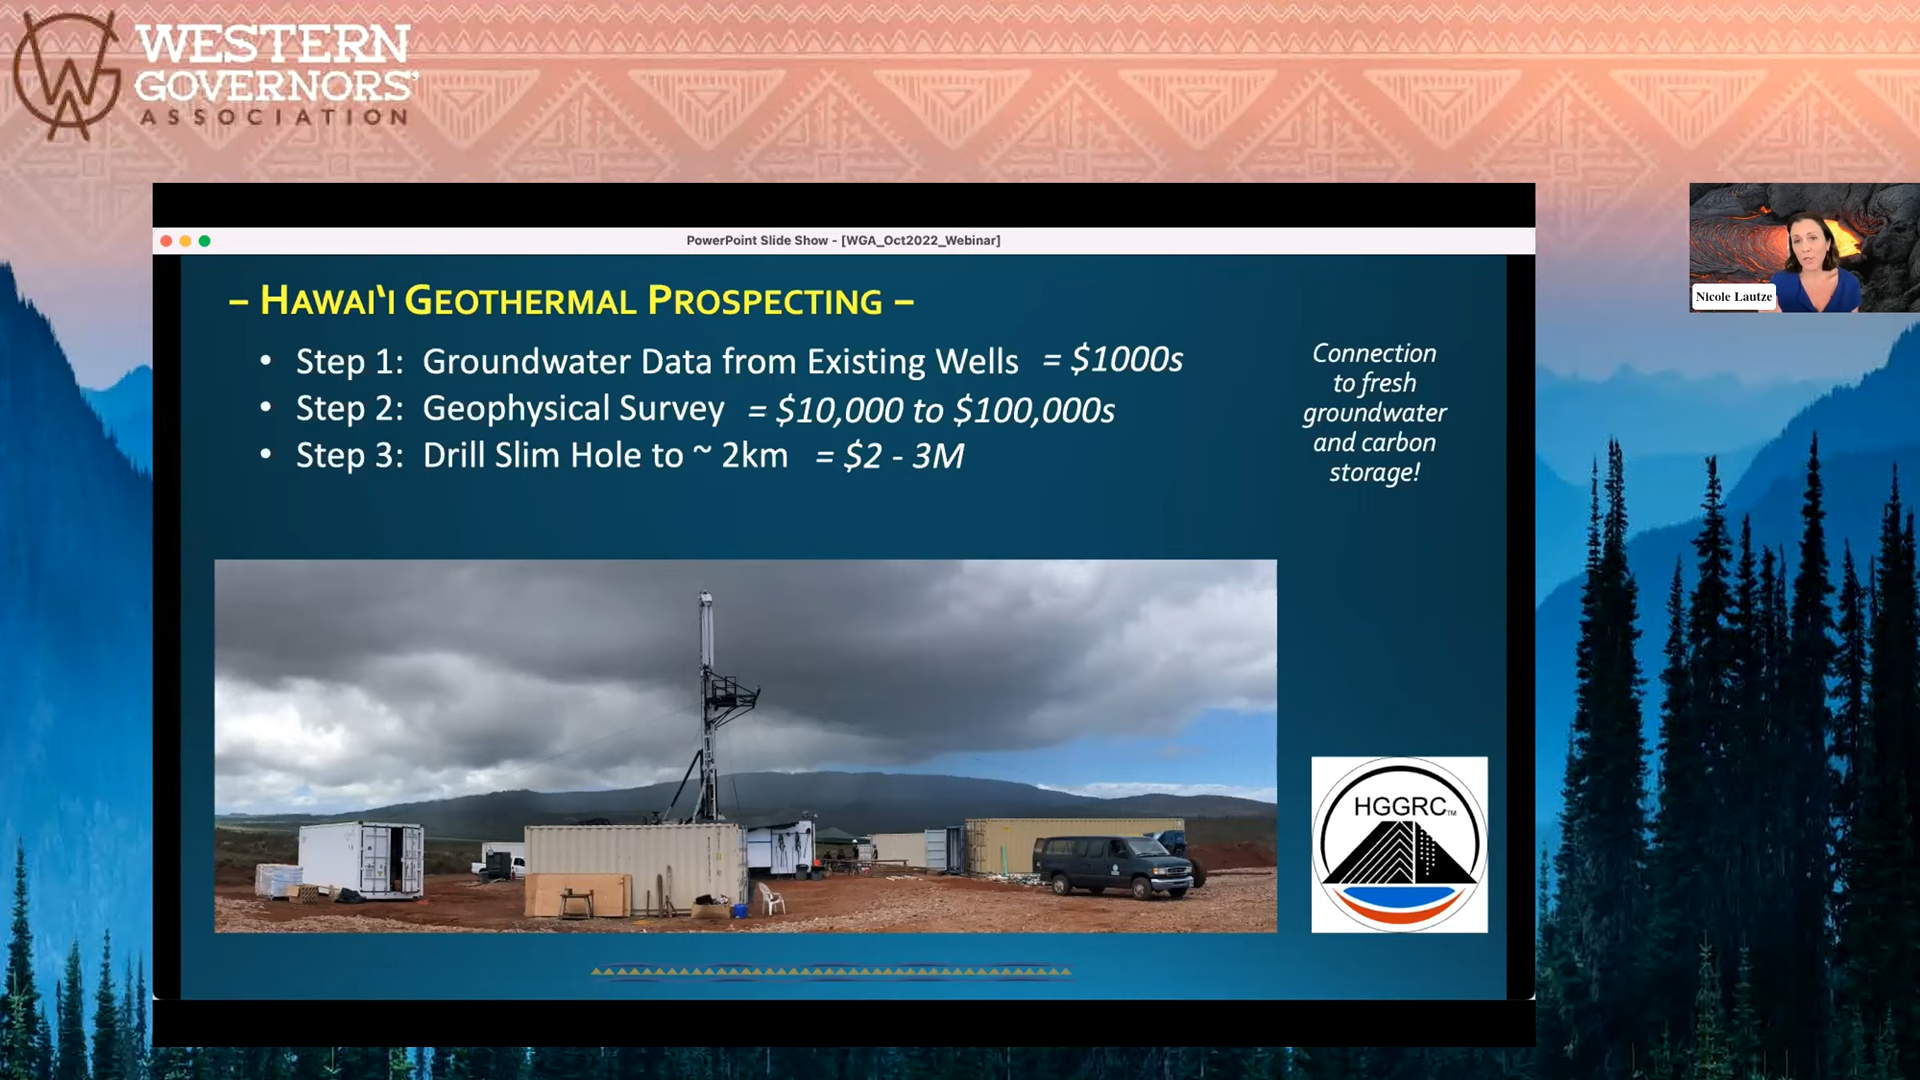 WESTERN
GOVERNORS'
ASSOCIATION
PowerPoint Slide Show - [WGA_Oct2022_Webinar]
– HAWAI‘I GEOTHERMAL PROSPECTING –
• Step 1: Groundwater Data from Existing Wells = $1000s
• Step 2: Geophysical Survey = $10,000 to $100,000s
• Step 3: Drill Slim Hole to ~ 2km = $2 - 3M
Connection
to fresh
groundwater
and carbon
storage!
HGGRC™
Nicole Lautze